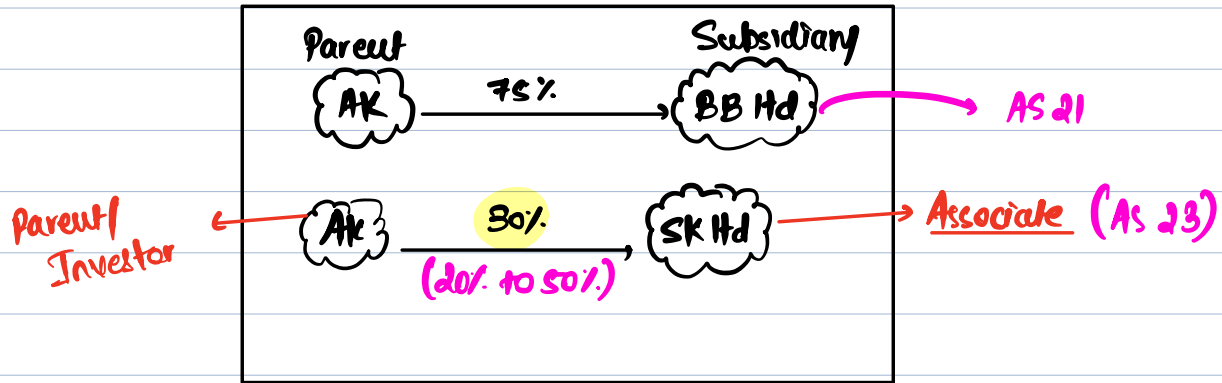 Parent Subsidiary
AK 75% BB Ltd AS 21
Parent/ AK 30% SK Ltd Associate (AS 23)
Investor (20% to 50%)